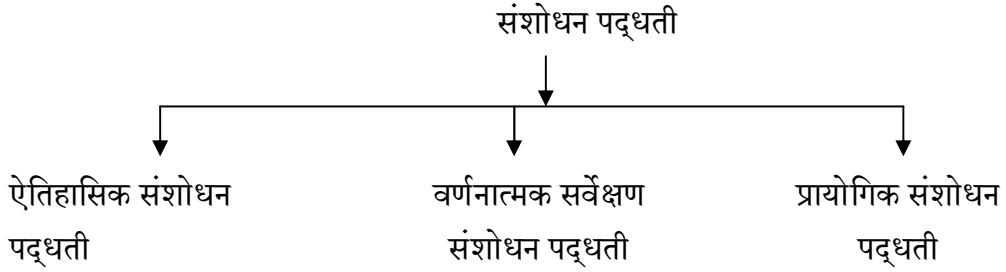 संशोधन पद्धती
ऐतिहासिक संशोधन
पद्धती
वर्णनात्मक सर्वेक्षण
संशोधन पद्धती
प्रायोगिक संशोधन
पद्धती